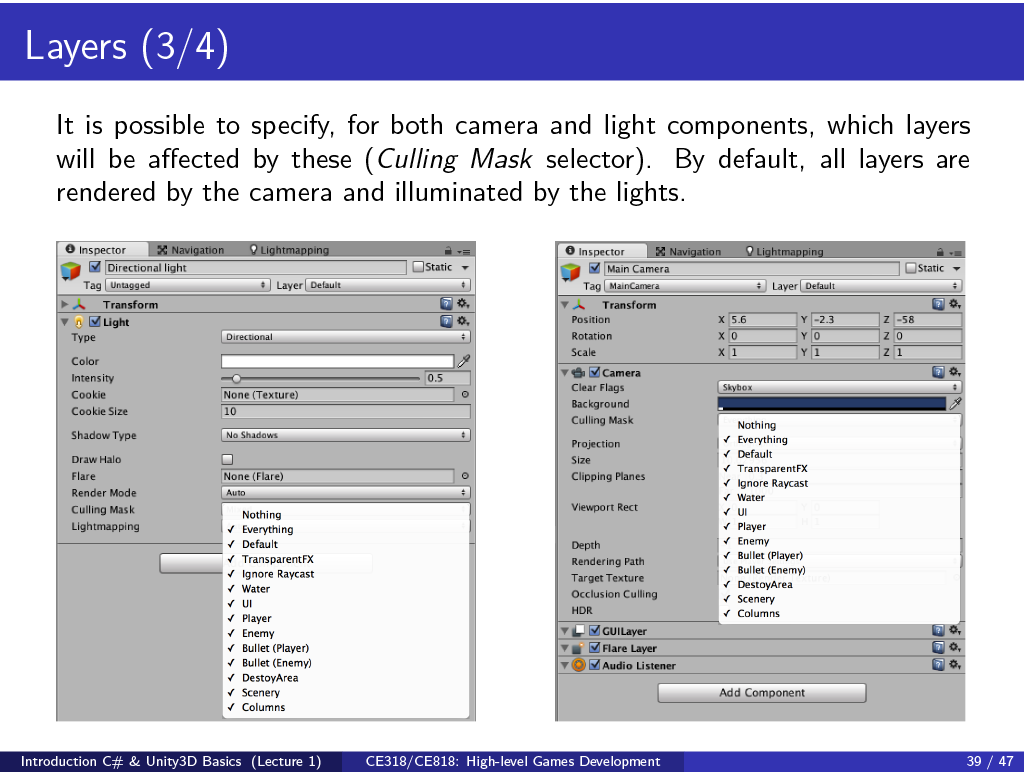 Layers (3/4)
It is possible to specify, for both camera and light components, which layers
will be affected by these (Culling Mask selector). By default, all layers are
rendered by the camera and illuminated by the lights.
Inspector Navigation Lightmapping
Directional light Static
Tag Untagged Layer Default
Transform
Light
Type Directional
Color
Intensity 0.5
Cookie None (Texture)
Cookie Size 10
Shadow Type No Shadows
Draw Halo
Flare None (Flare)
Render Mode Auto
Culling Mask
Lightmapping
Nothing
✓ Everything
✓ Default
✓ TransparentFX
✓ Ignore Raycast
✓ Water
✓ UI
✓ Player
✓ Enemy
✓ Bullet (Player)
✓ Bullet (Enemy)
✓ DestoyArea
✓ Scenery
✓ Columns
Inspector Navigation Lightmapping
Main Camera Static
Tag MainCamera Layer Default
Transform
Position X 5.6 Y -2.3 Z -58
Rotation X 0 Y 0 Z 0
Scale X 1 Y 1 Z 1
Camera
Clear Flags Skybox
Background
Culling Mask
Projection
Size
Clipping Planes
Viewport Rect
Depth
Rendering Path
Target Texture
Occlusion Culling
HDR
Nothing
✓ Everything
✓ Default
✓ TransparentFX
✓ Ignore Raycast
✓ Water
✓ UI
✓ Player
✓ Enemy
✓ Bullet (Player)
✓ Bullet (Enemy)
✓ DestoyArea
✓ Scenery
✓ Columns
GUILayer
Flare Layer
Audio Listener
Add Component
Introduction C# & Unity3D Basics (Lecture 1) CE318/CE818: High-level Games Development 39 / 47